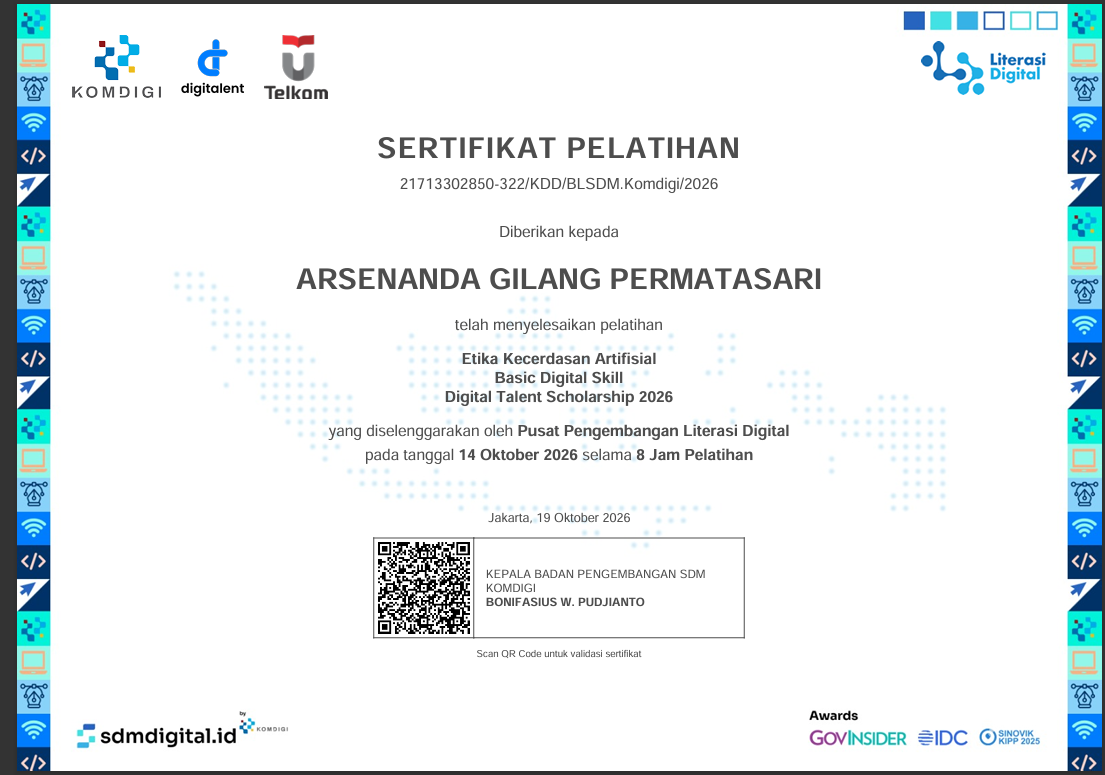 KOMDIGI
digitalent
Telkom
Literasi
Digital
SERTIFIKAT PELATIHAN
21713302850-322/KDD/BLSDM.Komdigi/2026
Diberikan kepada
ARSENANDA GILANG PERMATASARI
telah menyelesaikan pelatihan
Etika Kecerdasan Artifisial
Basic Digital Skill
Digital Talent Scholarship 2026
yang diselenggarakan oleh Pusat Pengembangan Literasi Digital
pada tanggal 14 Oktober 2026 selama 8 Jam Pelatihan
Jakarta, 19 Oktober 2026
KEPALA BADAN PENGEMBANGAN SDM
KOMDIGI
BONIFASIUS W. PUDJIANTO
Scan QR Code untuk validasi sertifikat
sdmdigital.id
by
KOMDIGI
Awards
GOVINSIDER
IDC
SINOVIK
KIPP 2025